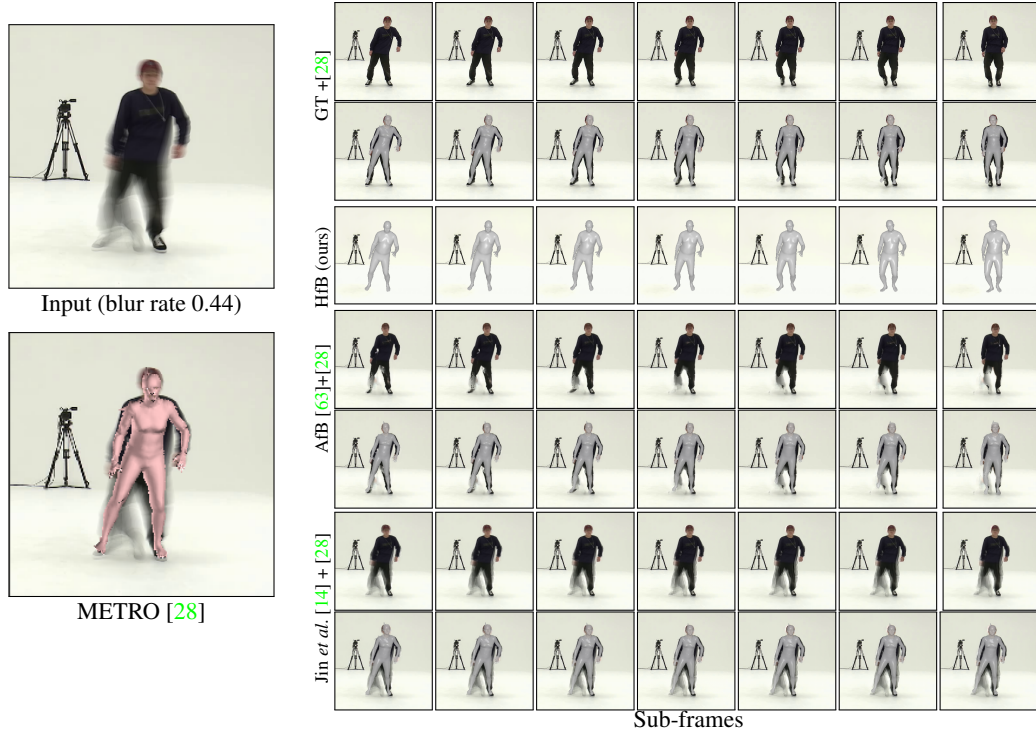 Input (blur rate 0.44)
METRO [28]
GT +[28]
HfB (ours)
AfB [63]+[28]
Jin et al. [14] + [28]
Sub-frames